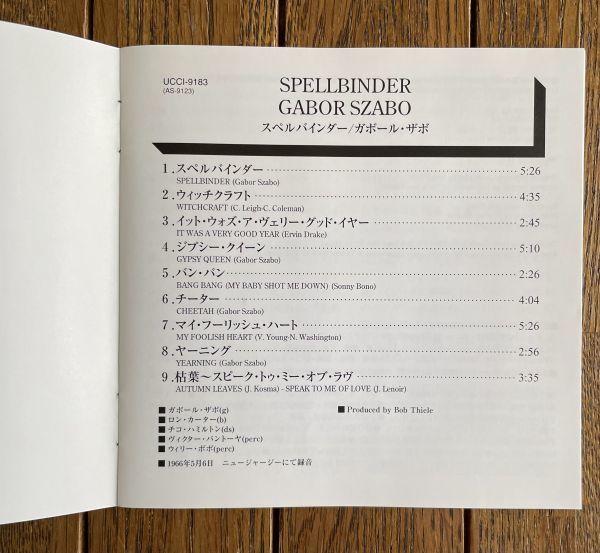 UCCI-9183
(AS-9123)
SPELLBINDER
GABOR SZABO
スペルバインダー/ガボール・ザボ
1.スペルバインダー 5:26
SPELLBINDER (Gabor Szabo)
2.ウィッチクラフト 4:35
WITCHCRAFT (C. Leigh-C. Coleman)
3.イット・ウォズ・ア・ヴェリー・グッド・イヤー 2:45
IT WAS A VERY GOOD YEAR (Ervin Drake)
4.ジプシー・クイーン 5:10
GYPSY QUEEN (Gabor Szabo)
5.バン・バン 2:26
BANG BANG (MY BABY SHOT ME DOWN) (Sonny Bono)
6.チーター 4:04
CHEETAH (Gabor Szabo)
7.マイ・フーリッシュ・ハート 5:26
MY FOOLISH HEART (V. Young-N. Washington)
8.ヤーニング 2:56
YEARNING (Gabor Szabo)
9.枯葉~スピーク・トゥ・ミー・オブ・ラヴ 3:35
AUTUMN LEAVES (J. Kosma) - SPEAK TO ME OF LOVE (J. Lenoir)
■ ガボール・ザボ(g)
■ ロン・カーター(b)
■ チコ・ハミルトン(ds)
■ ヴィクター・パントーヤ(perc)
■ ウィリー・ボボ(perc)
■ 1966年5月6日 ニュージャージーにて録音
■ Produced by Bob Thiele